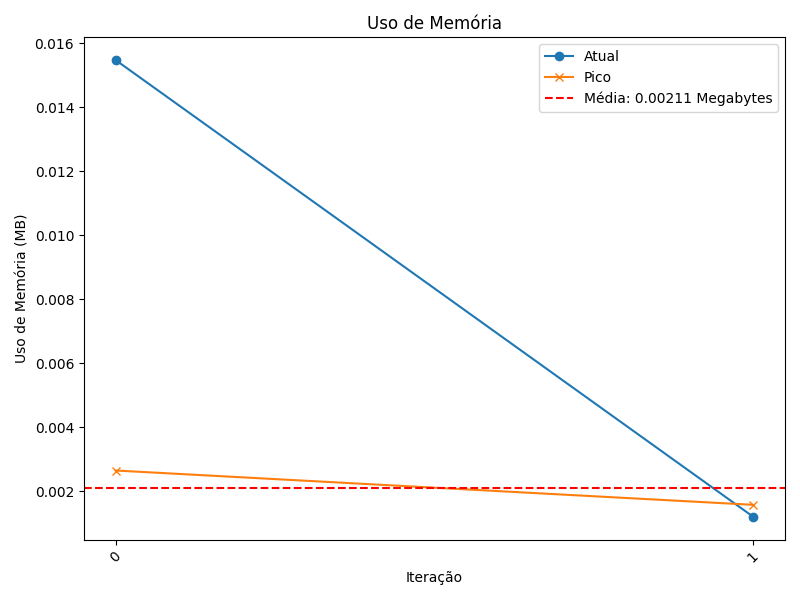 Uso de Memória
Atual
Pico
Média: 0.00211 Megabytes
Uso de Memória (MB)
0.016
0.014
0.012
0.010
0.008
0.006
0.004
0.002
0
1
Iteração